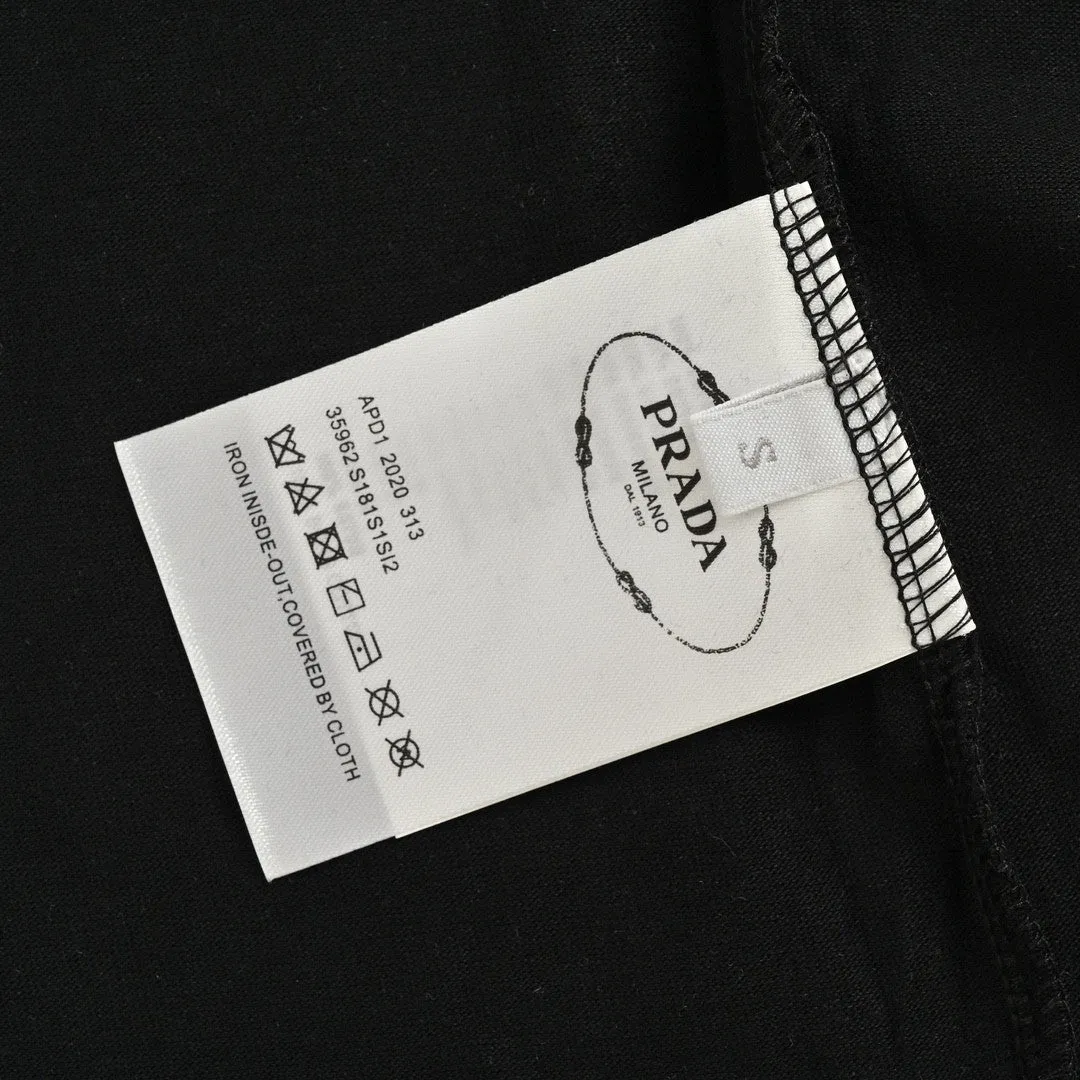 S
PRADA
MILANO
DAL 1913
APD1 2020 313
35962 S181S1SI2
IRON INISDE-OUT,COVERED BY CLOTH